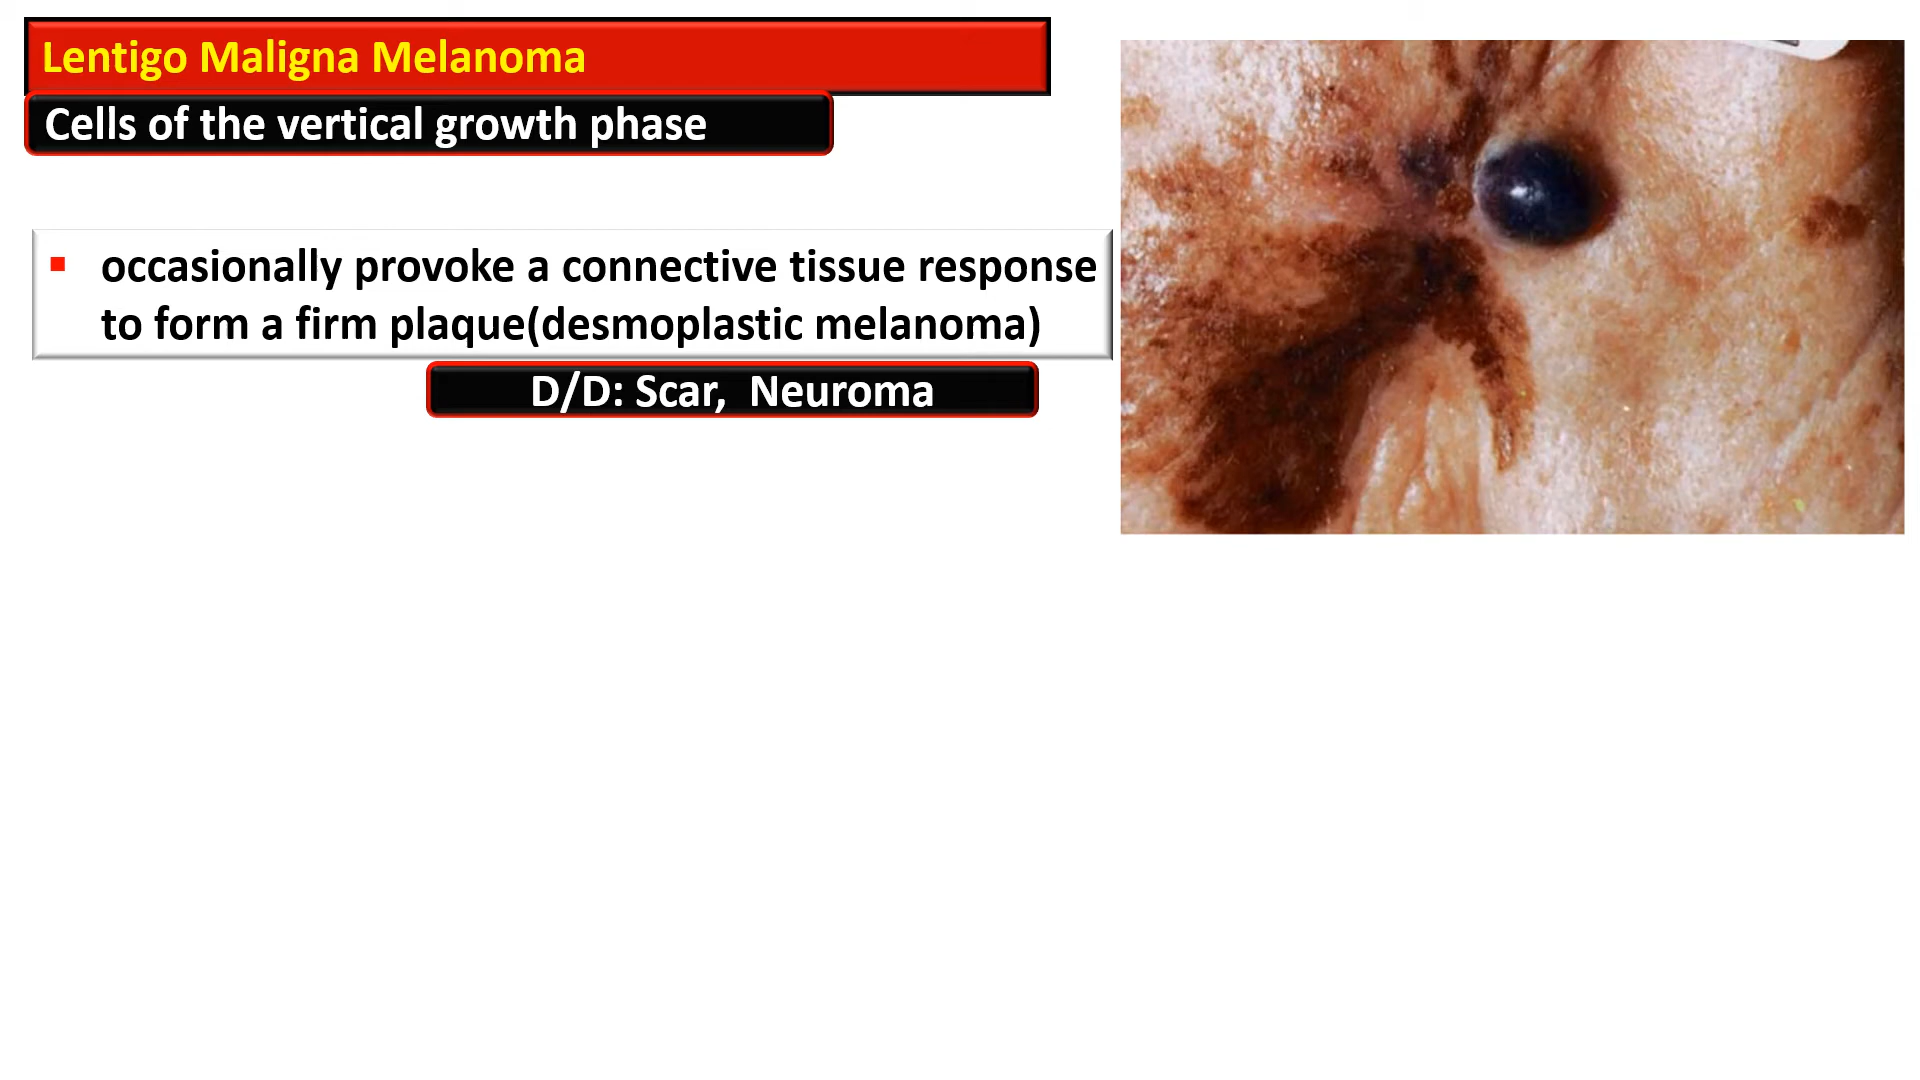 Lentigo Maligna Melanoma
Cells of the vertical growth phase
▪ occasionally provoke a connective tissue response
to form a firm plaque(desmoplastic melanoma)
D/D: Scar,  Neuroma